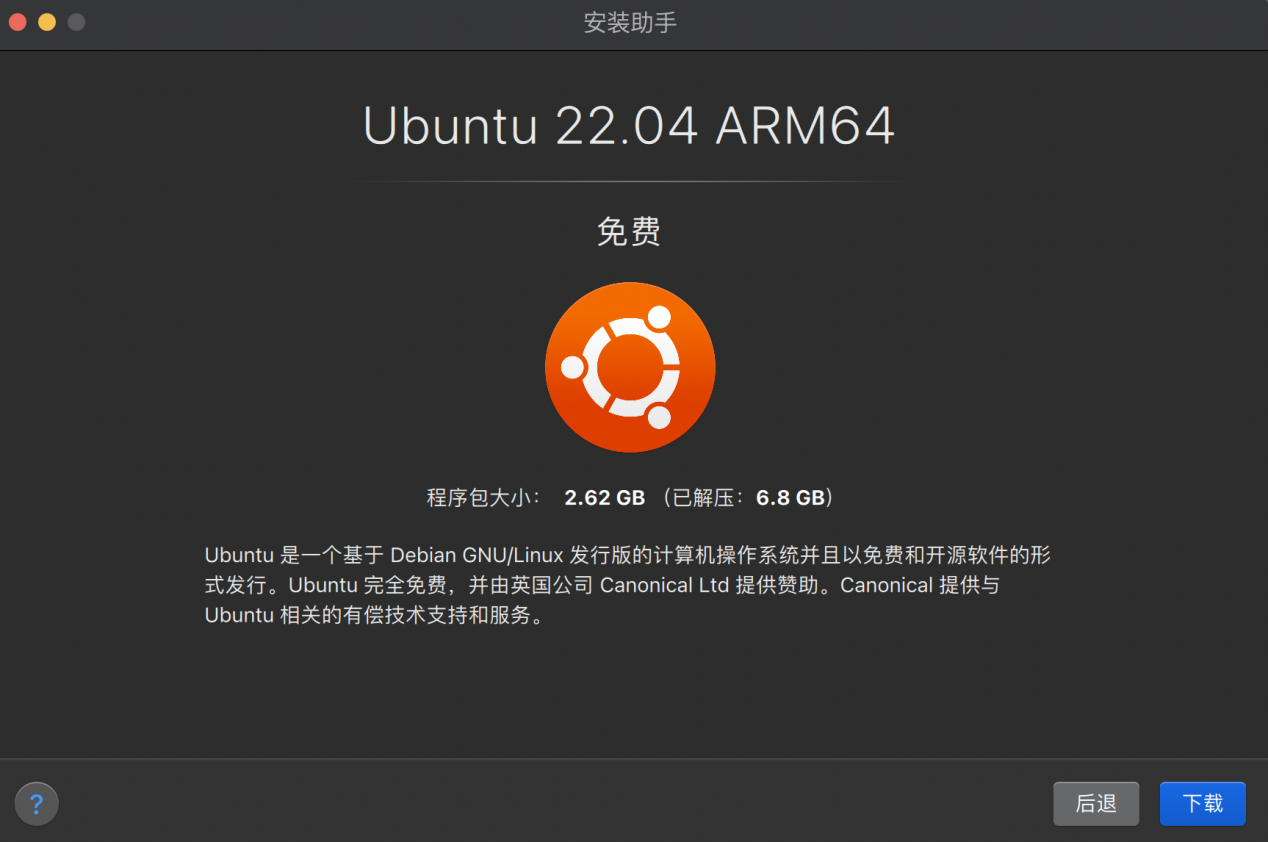 安装助手
Ubuntu 22.04 ARM64
免费
程序包大小： 2.62 GB （已解压：6.8 GB）
Ubuntu 是一个基于 Debian GNU/Linux 发行版的计算机操作系统并且以免费和开源软件的形
式发行。Ubuntu 完全免费，并由英国公司 Canonical Ltd 提供赞助。Canonical 提供与
Ubuntu 相关的有偿技术支持和服务。
?
后退
下载